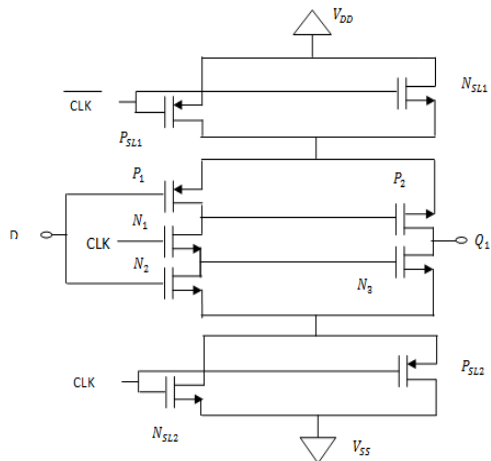 V_DD
CLK
N_SL1
P_SL1
P_1
P_2
N_1
D
CLK
Q_1
N_2
N_3
P_SL2
CLK
N_SL2
V_SS